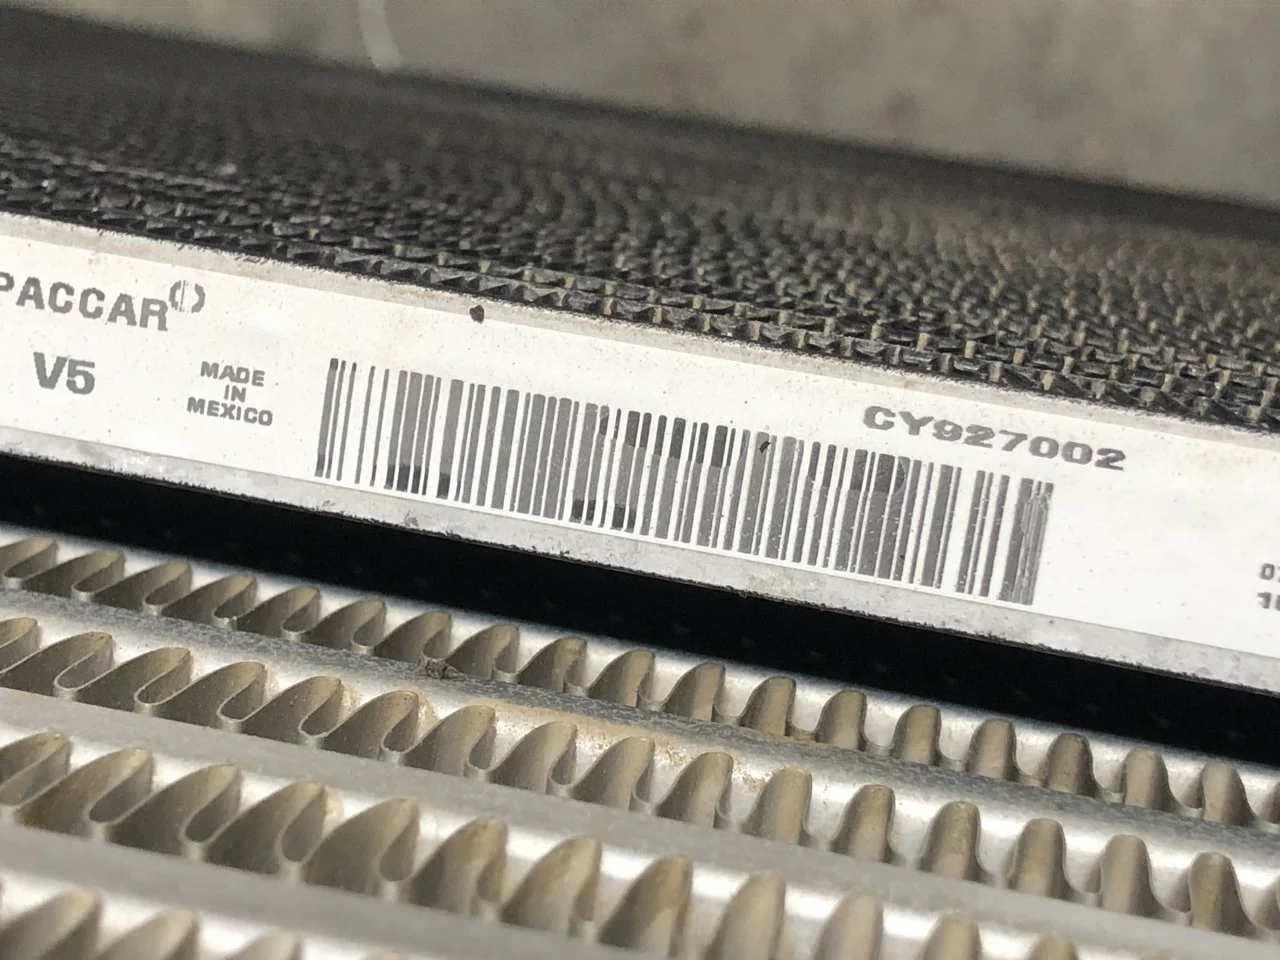 PACCAR
V5
MADE
IN
MEXICO
CY927002